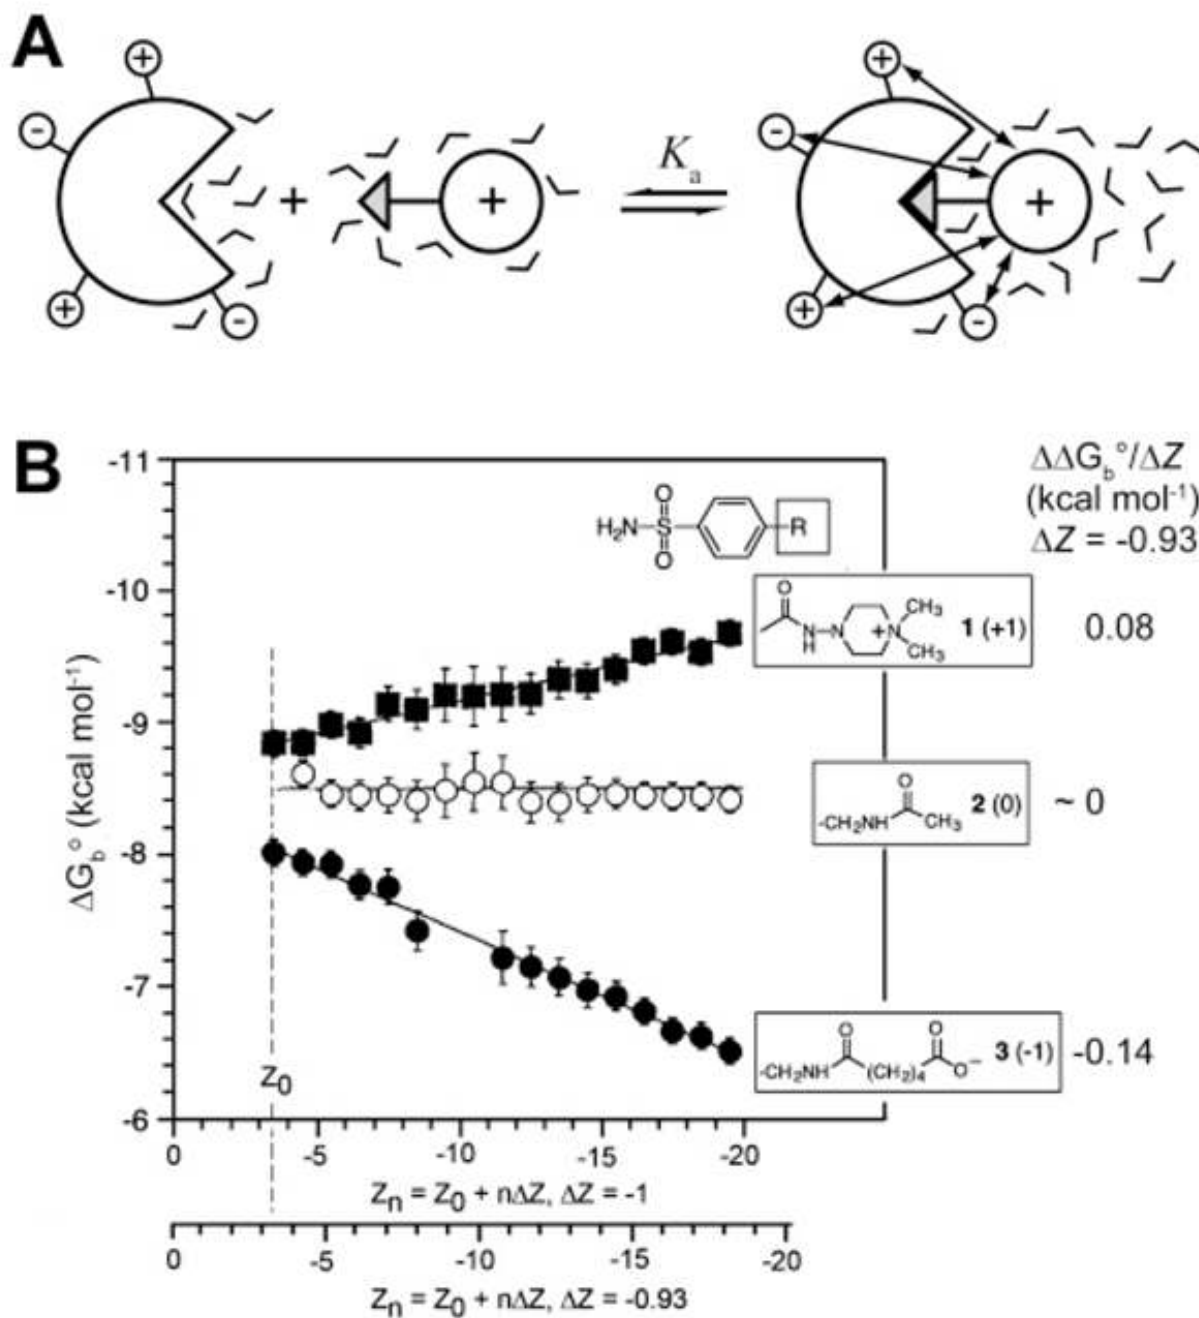 A
+ + +
- +
K_a
+ - + -
B
ΔΔG_b°/ΔZ
(kcal mol⁻¹)
ΔZ = -0.93
-11
-10
-9
-8
-7
-6
ΔG_b° (kcal mol⁻¹)
H₂N S O O R
O N H N N + CH₃ CH₃ 1 (+1) 0.08
-CH₂NH O CH₃ 2 (0) ~ 0
-CH₂NH O (CH₂)₄ O O⁻ 3 (-1) -0.14
Z₀
0 -5 -10 -15 -20
Z_n = Z₀ + nΔZ, ΔZ = -1
0 -5 -10 -15 -20
Z_n = Z₀ + nΔZ, ΔZ = -0.93